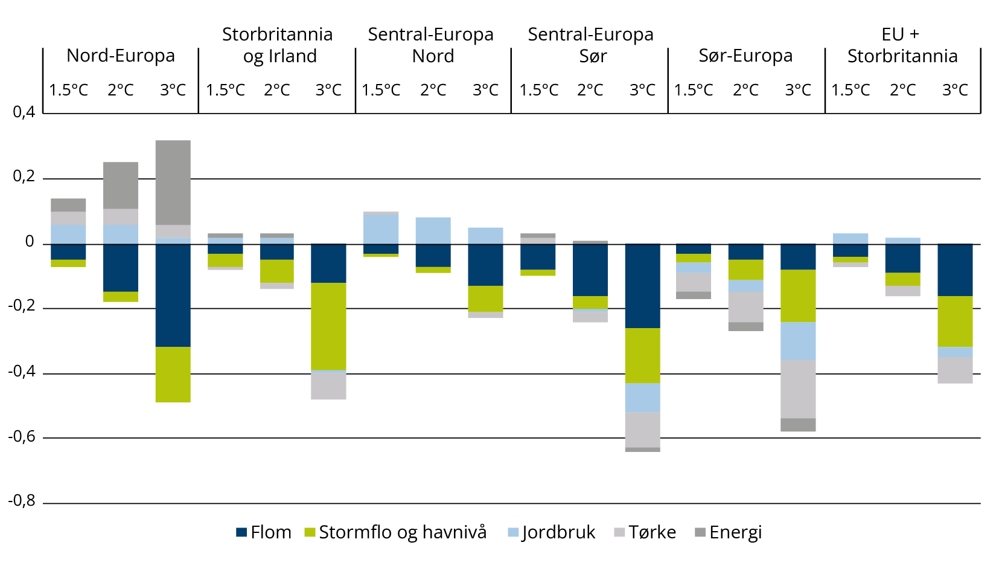 Nord-Europa
Storbritannia
og Irland
Sentral-Europa
Nord
Sentral-Europa
Sør
Sør-Europa
EU +
Storbritannia
1.5°C 2°C 3°C 1.5°C 2°C 3°C 1.5°C 2°C 3°C 1.5°C 2°C 3°C 1.5°C 2°C 3°C 1.5°C 2°C 3°C
0,4
0,2
0
-0,2
-0,4
-0,6
-0,8
Flom Stormflo og havnivå Jordbruk Tørke Energi